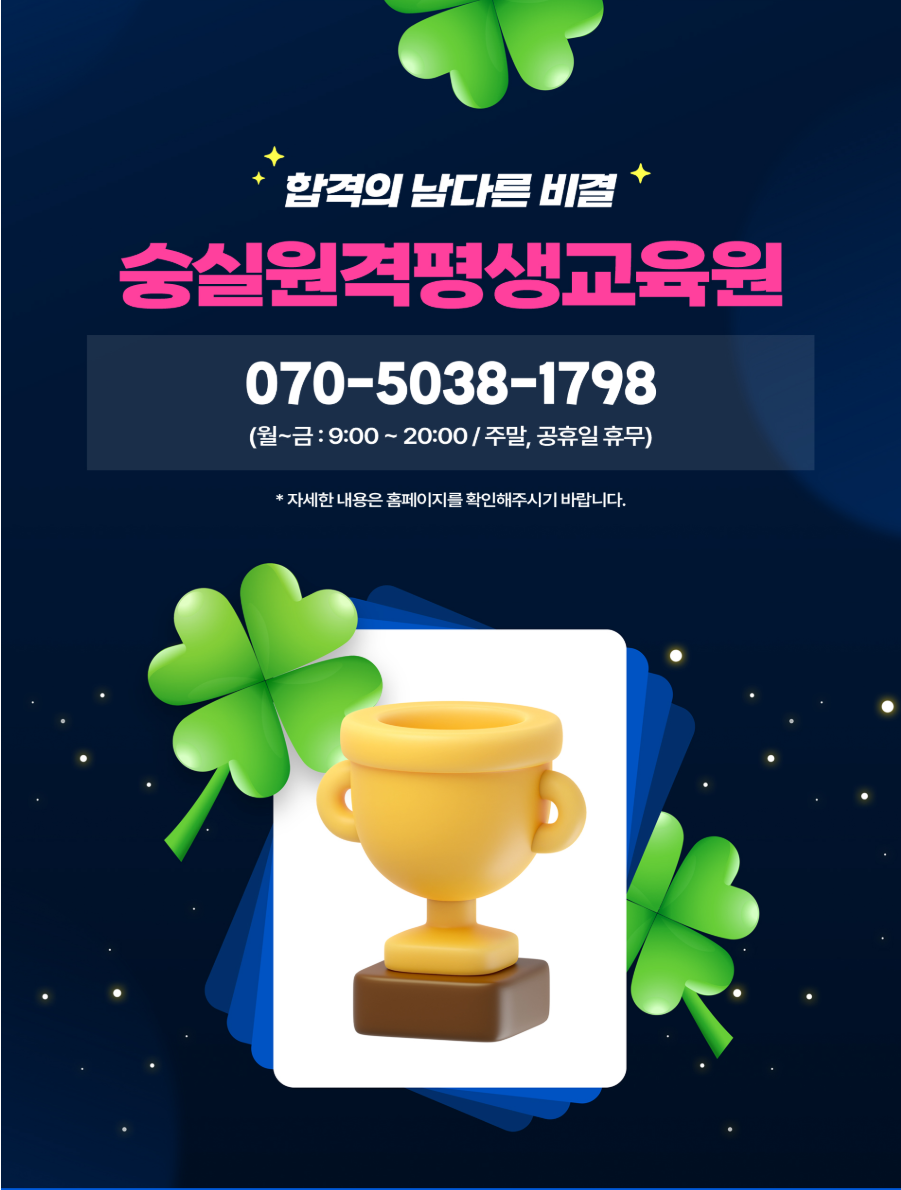 합격의 남다른 비결
숭실원격평생교육원
070-5038-1798
(월~금 : 9:00 ~ 20:00 / 주말, 공휴일 휴무)
* 자세한 내용은 홈페이지를 확인해주시기 바랍니다.